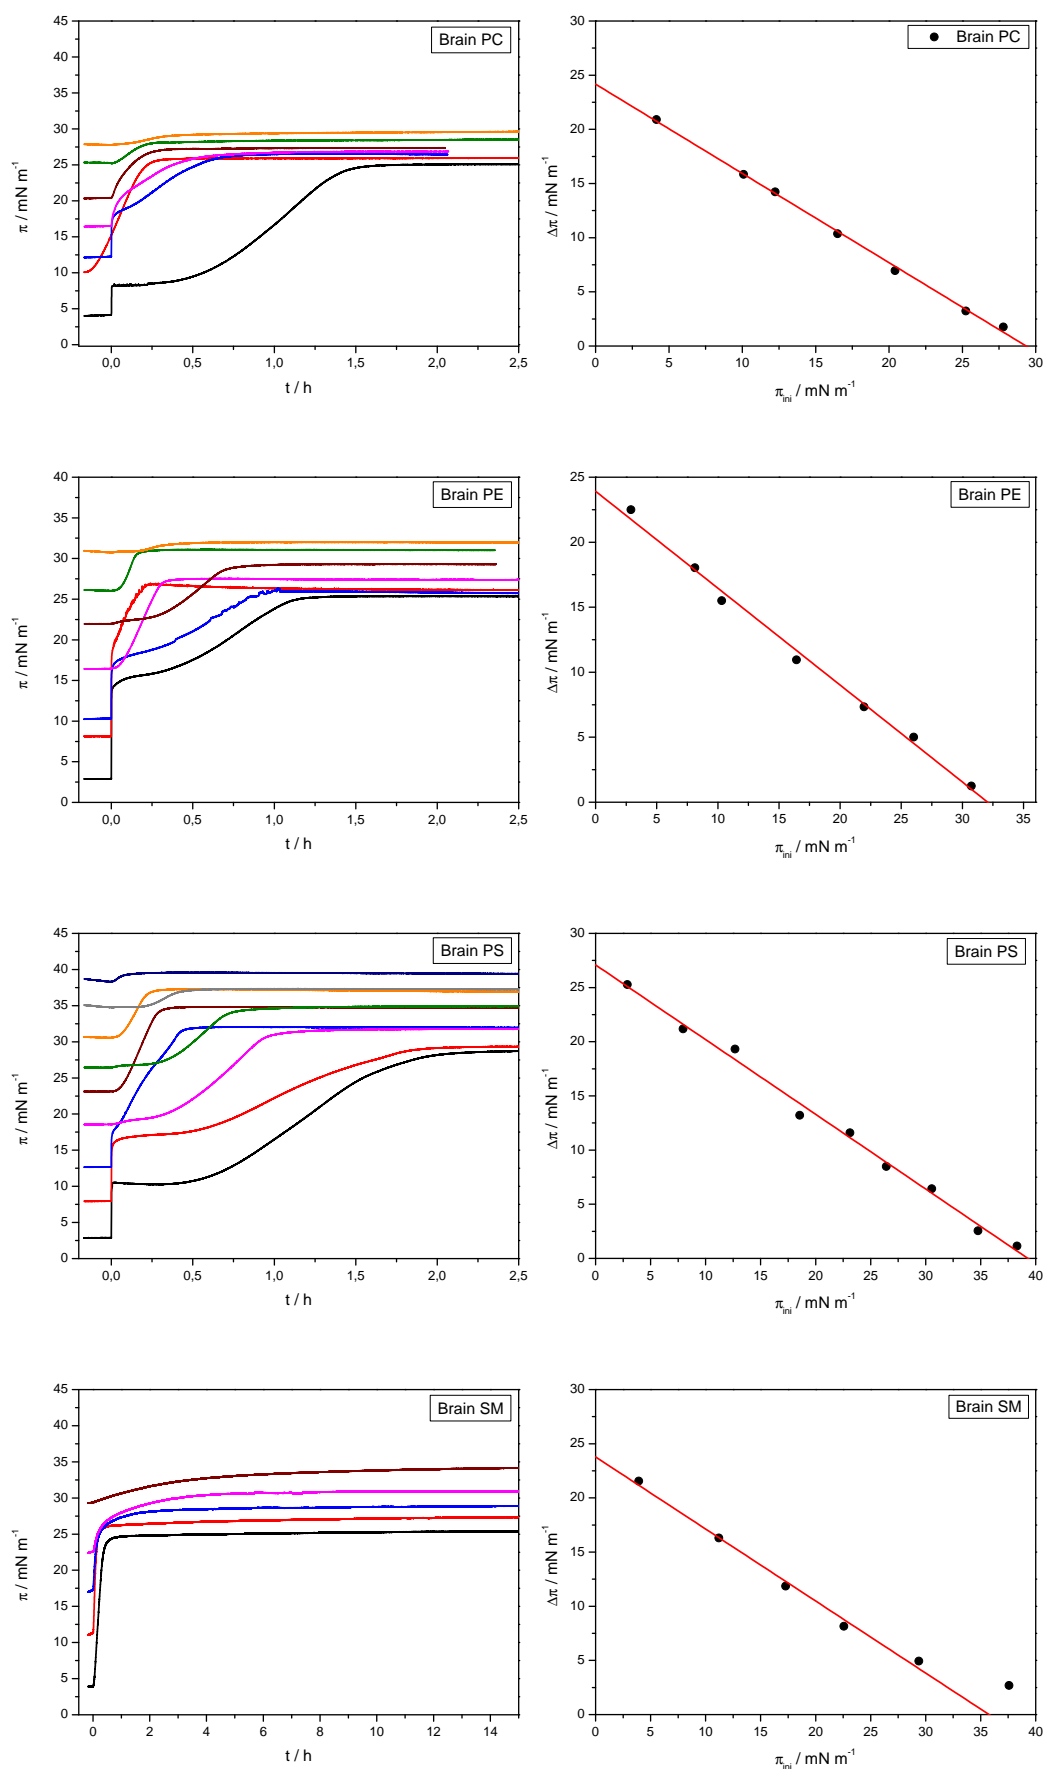 45
40
35
30
25
20
15
10
5
0
π / mN m⁻¹
Brain PC
0,0 0,5 1,0 1,5 2,0 2,5
t / h
30
25
20
15
10
5
0
Δπ / mN m⁻¹
Brain PC
0 5 10 15 20 25 30
π_ini / mN m⁻¹
40
35
30
25
20
15
10
5
0
π / mN m⁻¹
Brain PE
0,0 0,5 1,0 1,5 2,0 2,5
t / h
25
20
15
10
5
0
Δπ / mN m⁻¹
Brain PE
0 5 10 15 20 25 30 35
π_ini / mN m⁻¹
45
40
35
30
25
20
15
10
5
0
π / mN m⁻¹
Brain PS
0,0 0,5 1,0 1,5 2,0 2,5
t / h
30
25
20
15
10
5
0
Δπ / mN m⁻¹
Brain PS
0 5 10 15 20 25 30 35 40
π_ini / mN m⁻¹
45
40
35
30
25
20
15
10
5
0
π / mN m⁻¹
Brain SM
0 2 4 6 8 10 12 14
t / h
30
25
20
15
10
5
0
Δπ / mN m⁻¹
Brain SM
0 5 10 15 20 25 30 35 40
π_ini / mN m⁻¹